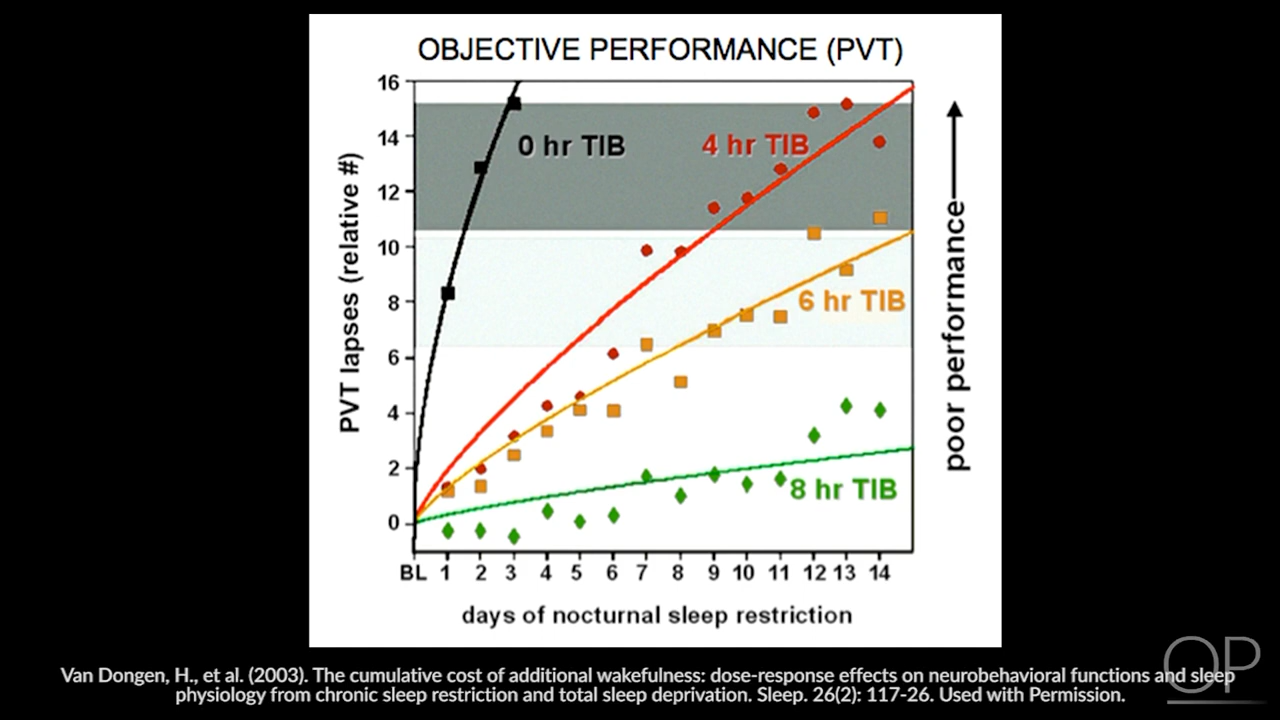 OBJECTIVE PERFORMANCE (PVT)
16
14
12
10
8
6
4
2
0
PVT lapses (relative #)
0 hr TIB
4 hr TIB
6 hr TIB
8 hr TIB
poor performance
BL 1 2 3 4 5 6 7 8 9 10 11 12 13 14
days of nocturnal sleep restriction
Van Dongen, H., et al. (2003). The cumulative cost of additional wakefulness: dose-response effects on neurobehavioral functions and sleep
physiology from chronic sleep restriction and total sleep deprivation. Sleep. 26(2): 117-26. Used with Permission.
OP